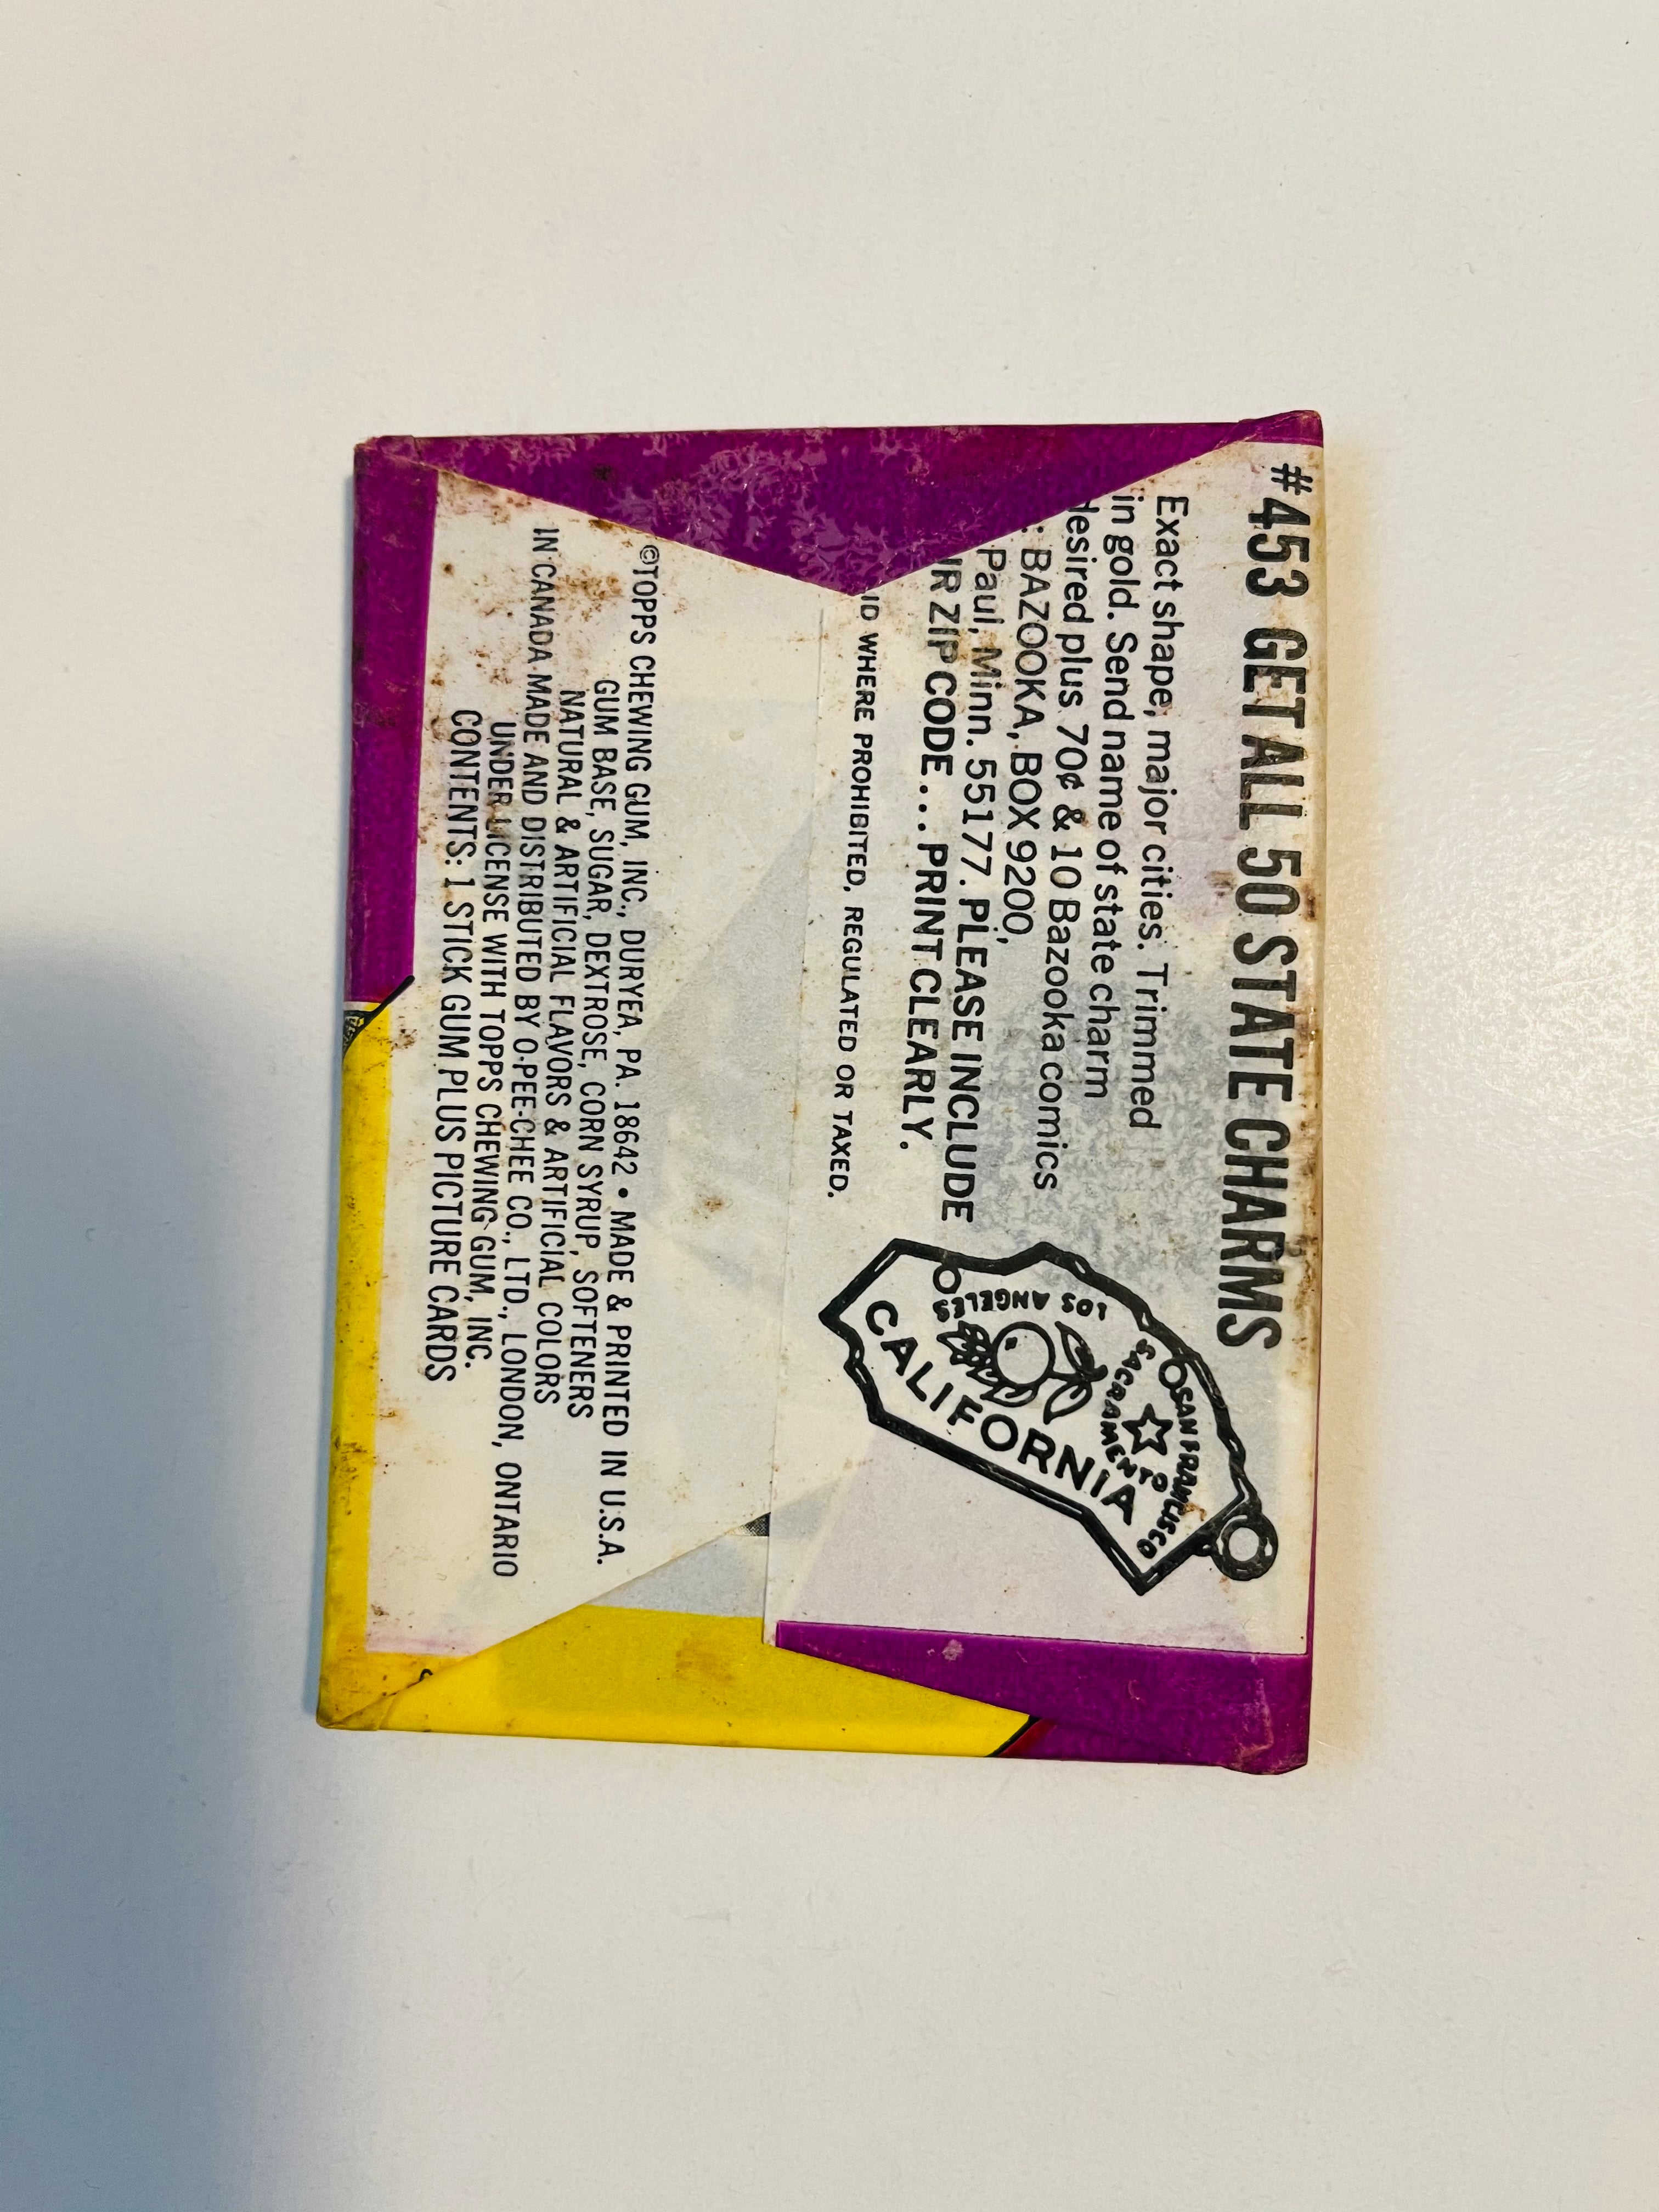 #453 GET ALL 50 STATE CHARMS
Exact shape, major cities. Trimmed
in gold. Send name of state charm
desired plus 70¢ & 10 Bazooka comics
: BAZOOKA, BOX 9200,
Paul, Minn. 55177. PLEASE INCLUDE
ZIP CODE... PRINT CLEARLY.
WHERE PROHIBITED, REGULATED OR TAXED.
SAN FRANCISCO
SACRAMENTO
LOS ANGELES
CALIFORNIA
©TOPPS CHEWING GUM, INC., DURYEA, PA. 18642 • MADE & PRINTED IN U.S.A.
GUM BASE, SUGAR, DEXTROSE, CORN SYRUP, SOFTENERS
NATURAL & ARTIFICIAL FLAVORS & ARTIFICIAL COLORS
IN CANADA MADE AND DISTRIBUTED BY O-PEE-CHEE CO., LTD., LONDON, ONTARIO
UNDER LICENSE WITH TOPPS CHEWING GUM, INC.
CONTENTS: 1 STICK GUM PLUS PICTURE CARDS